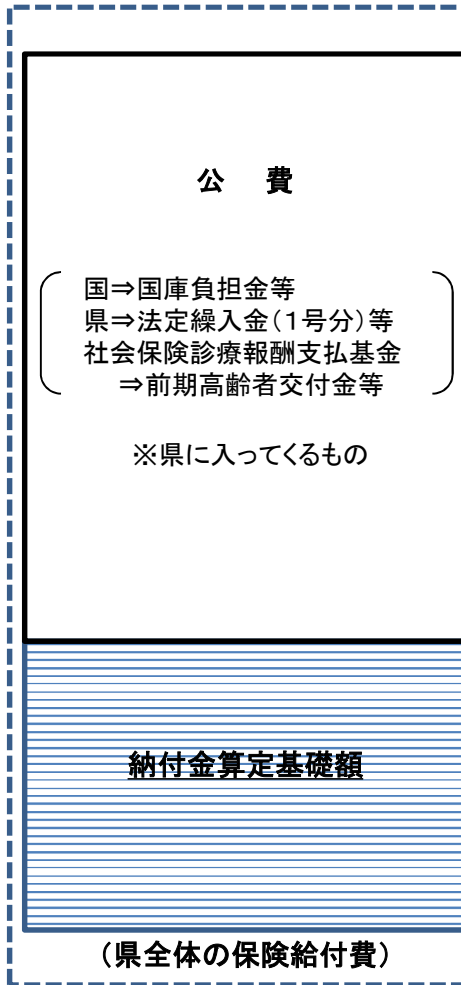 公　費
国⇒国庫負担金等
県⇒法定繰入金（１号分）等
社会保険診療報酬支払基金
⇒前期高齢者交付金等
※県に入ってくるもの
納付金算定基礎額
（県全体の保険給付費）